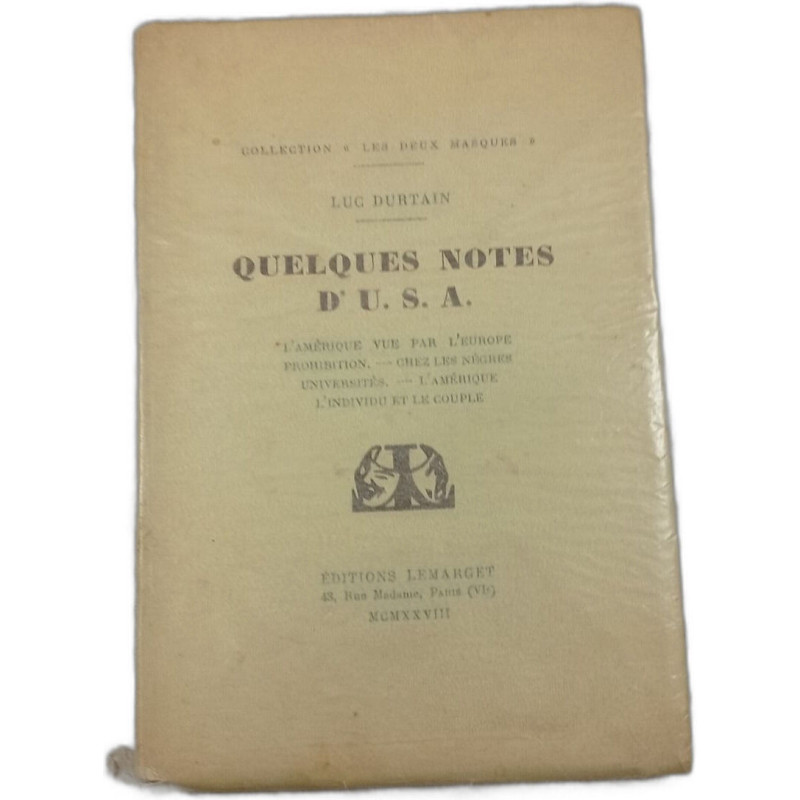 COLLECTION « LES DEUX MASQUES »
LUC DURTAIN
QUELQUES NOTES
D' U. S. A.
L'AMÉRIQUE VUE PAR L'EUROPE
PROHIBITION. — CHEZ LES NÈGRES
UNIVERSITÉS. — L'AMÉRIQUE
L'INDIVIDU ET LE COUPLE
ÉDITIONS LEMARGET
43, Rue Madame, Paris (VIe)
MCMXXVIII